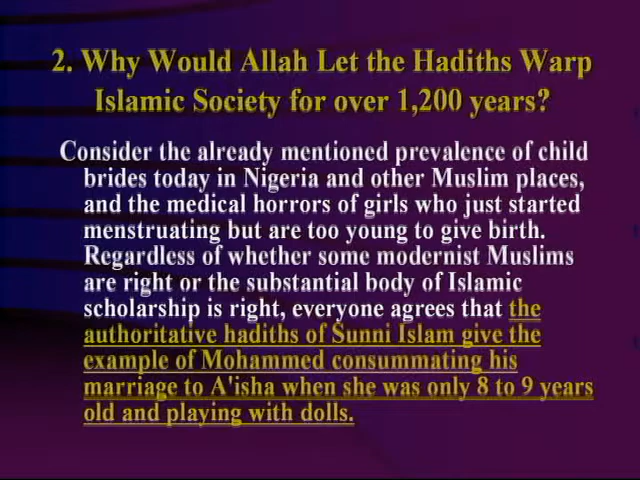 2. Why Would Allah Let the Hadiths Warp
Islamic Society for over 1,200 years?
Consider the already mentioned prevalence of child
brides today in Nigeria and other Muslim places,
and the medical horrors of girls who just started
menstruating but are too young to give birth.
Regardless of whether some modernist Muslims
are right or the substantial body of Islamic
scholarship is right, everyone agrees that the
authoritative hadiths of Sunni Islam give the
example of Mohammed consummating his
marriage to A'isha when she was only 8 to 9 years
old and playing with dolls.